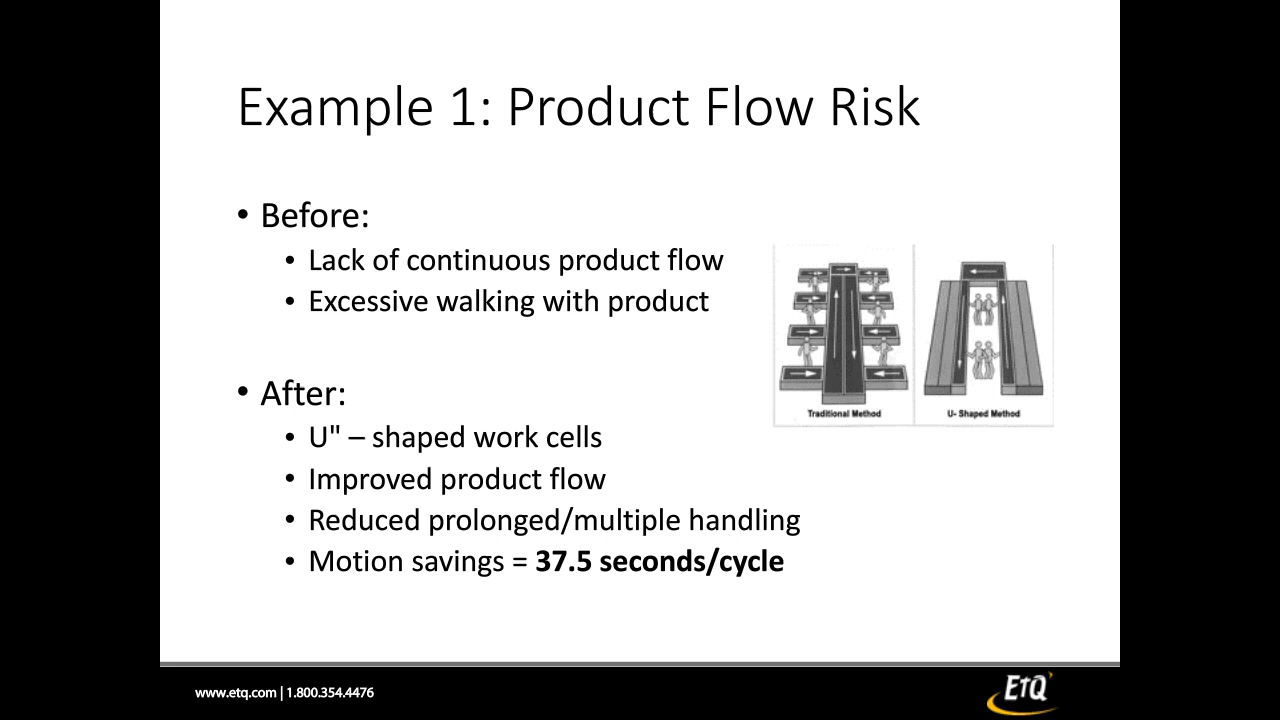 Example 1: Product Flow Risk
• Before:
• Lack of continuous product flow
• Excessive walking with product
• After:
• U" – shaped work cells
• Improved product flow
• Reduced prolonged/multiple handling
• Motion savings = 37.5 seconds/cycle
Traditional Method
U- Shaped Method
www.etq.com | 1.800.354.4476
ETQ